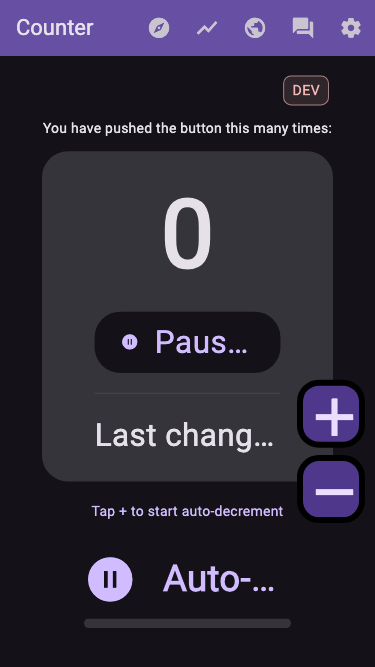 Counter
DEV
You have pushed the button this many times:
0
Paus...
Last chang...
Tap + to start auto-decrement
Auto-...